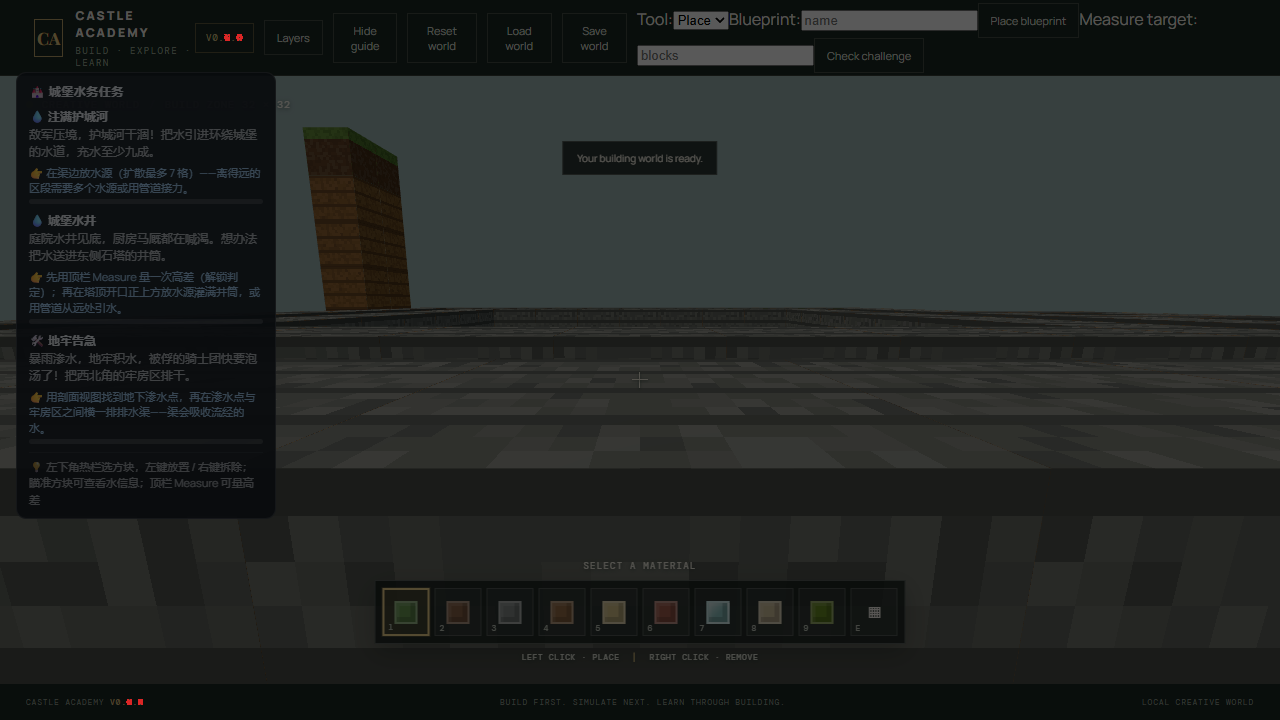 CA
CASTLE
ACADEMY
BUILD · EXPLORE ·
LEARN
Layers
Hide
guide
Reset
world
Load
world
Save
world
Tool: Place Blueprint: name Place blueprint Measure target:
blocks Check challenge
32
🏰 城堡水务任务
💧 注满护城河
敌军压境，护城河干涸！把水引进环绕城堡
的水道，充水至少九成。
👉 在渠边放水源（扩散最多 7 格）——离得远的
区段需要多个水源或用管道接力。
💧 城堡水井
庭院水井见底，厨房马厩都在喊渴。想办法
把水送进东侧石塔的井筒。
👉 先用顶栏 Measure 量一次高差（解锁判
定）；再在塔顶开口正上方放水源灌满井筒，或
用管道从远处引水。
🛠 地牢告急
暴雨渗水，地牢积水，被俘的骑士团快要泡
汤了！把西北角的牢房区排干。
👉 用剖面视图找到地下渗水点，再在渗水点与
牢房区之间横一排排水渠——渠会吸收流经的
水。
💡 左下角热栏选方块，左键放置 / 右键拆除；
瞄准方块可查看水信息；顶栏 Measure 可量高
差
Your building world is ready.
SELECT A MATERIAL
1 2 3 4 5 6 7 8 9 E
LEFT CLICK · PLACE | RIGHT CLICK · REMOVE
CASTLE ACADEMY
BUILD FIRST. SIMULATE NEXT. LEARN THROUGH BUILDING.
LOCAL CREATIVE WORLD